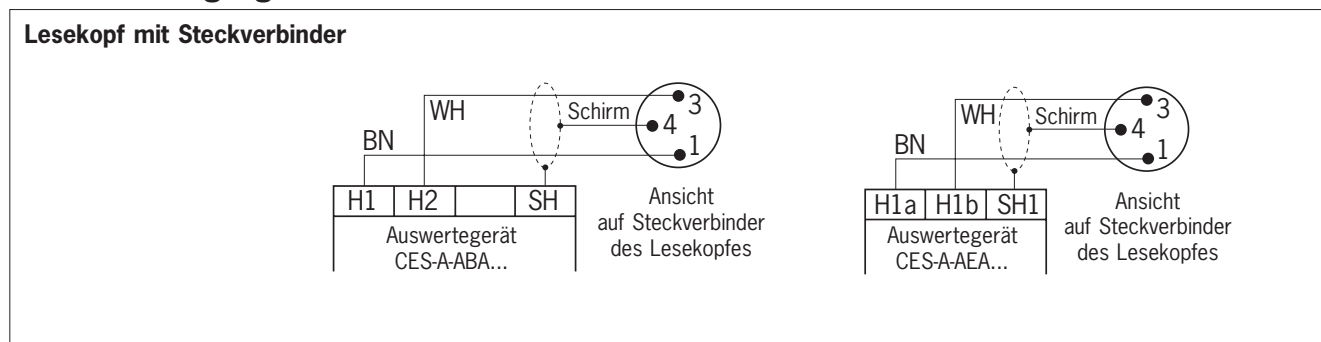 Lesekopf mit Steckverbinder
WH
BN
Schirm
3
4
1
H1 H2 SH
Auswertegerät
CES-A-ABA...
Ansicht
auf Steckverbinder
des Lesekopfes
WH
BN
Schirm
3
4
1
H1a H1b SH1
Auswertegerät
CES-A-AEA...
Ansicht
auf Steckverbinder
des Lesekopfes